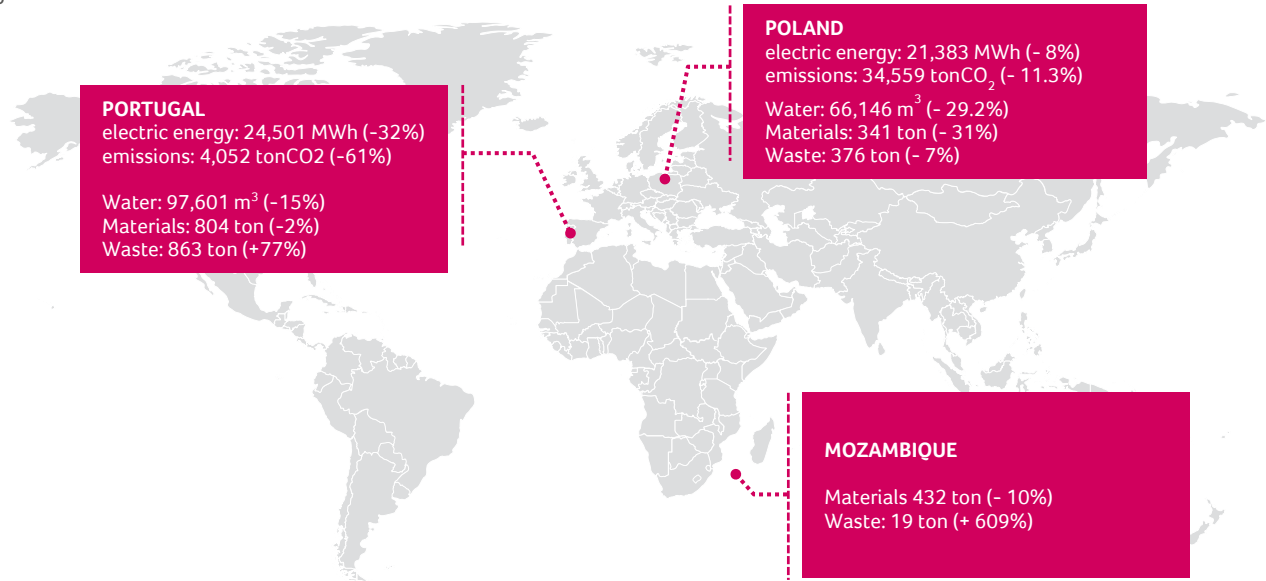 POLAND
electric energy: 21,383 MWh (- 8%)
emissions: 34,559 tonCO₂ (- 11.3%)
Water: 66,146 m³ (- 29.2%)
Materials: 341 ton (- 31%)
Waste: 376 ton (- 7%)
PORTUGAL
electric energy: 24,501 MWh (-32%)
emissions: 4,052 tonCO2 (-61%)
Water: 97,601 m³ (-15%)
Materials: 804 ton (-2%)
Waste: 863 ton (+77%)
MOZAMBIQUE
Materials 432 ton (- 10%)
Waste: 19 ton (+ 609%)